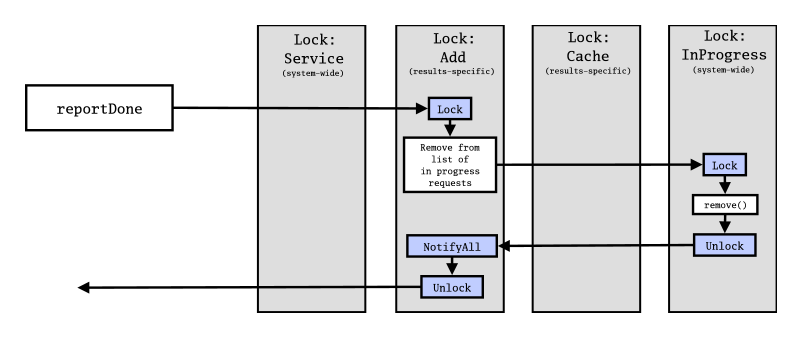 Lock:
Service
(system-wide)
Lock:
Add
(results-specific)
Lock:
Cache
(results-specific)
Lock:
InProgress
(system-wide)
reportDone
Lock
Remove from
list of
in progress
requests
Lock
remove()
Unlock
NotifyAll
Unlock